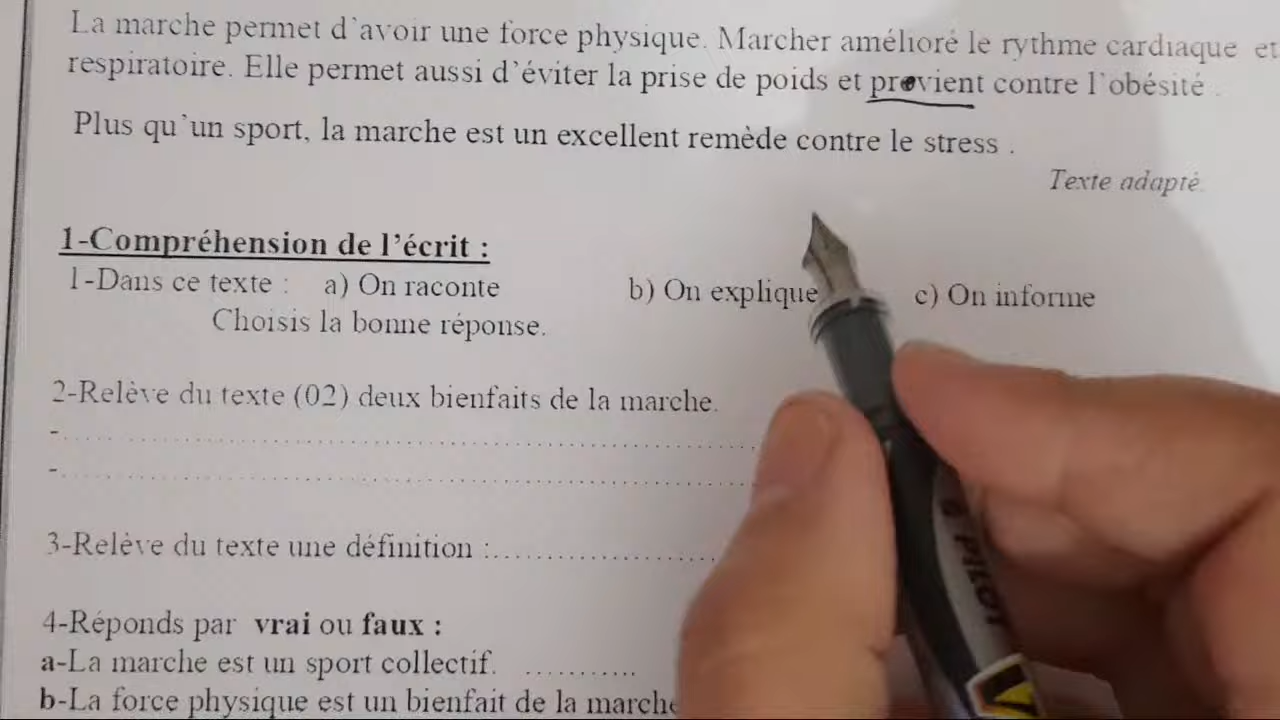 La marche permet d'avoir une force physique. Marcher amélioré le rythme cardiaque et
respiratoire. Elle permet aussi d'éviter la prise de poids et provient contre l'obésité .
Plus qu'un sport, la marche est un excellent remède contre le stress .
Texte adapté.
1-Compréhension de l'écrit :
1-Dans ce texte : a) On raconte b) On explique c) On informe
Choisis la bonne réponse.
2-Relève du texte (02) deux bienfaits de la marche.
-........................................
-........................................
3-Relève du texte une définition :........................
4-Réponds par vrai ou faux :
a-La marche est un sport collectif. ...........
b-La force physique est un bienfait de la marche
PILOT
V